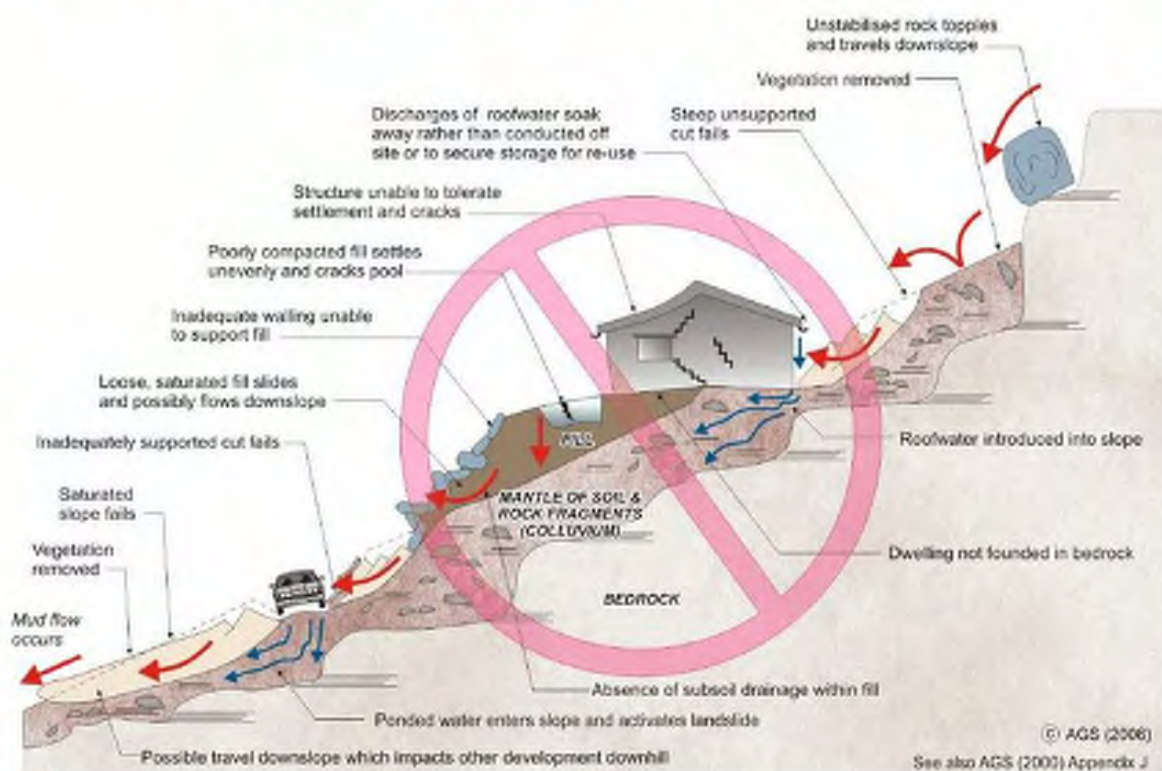 Unstabilised rock topples
and travels downslope
Vegetation removed
Steep unsupported
cut fails
Discharges of roofwater soak
away rather than conducted off
site or to secure storage for re-use
Structure unable to tolerate
settlement and cracks
Poorly compacted fill settles
unevenly and cracks pool
Inadequate walling unable
to support fill
Loose, saturated fill slides
and possibly flows downslope
Inadequately supported cut fails
Saturated
slope fails
Vegetation
removed
Mud flow
occurs
FILL
MANTLE OF SOIL &
ROCK FRAGMENTS
(COLLUVIUM)
Roofwater introduced into slope
Dwelling not founded in bedrock
BEDROCK
Absence of subsoil drainage within fill
Ponded water enters slope and activates landslide
Possible travel downslope which impacts other development downhill
© AGS (2006)
See also AGS (2000) Appendix J